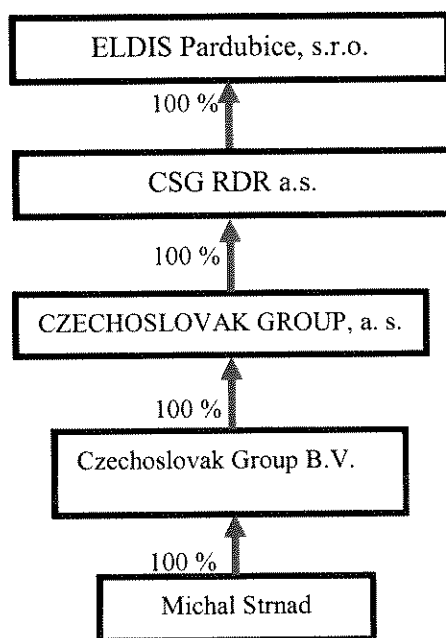 ELDIS Pardubice, s.r.o.
100 %
CSG RDR a.s.
100 %
CZECHOSLOVAK GROUP, a. s.
100 %
Czechoslovak Group B.V.
100 %
Michal Strnad